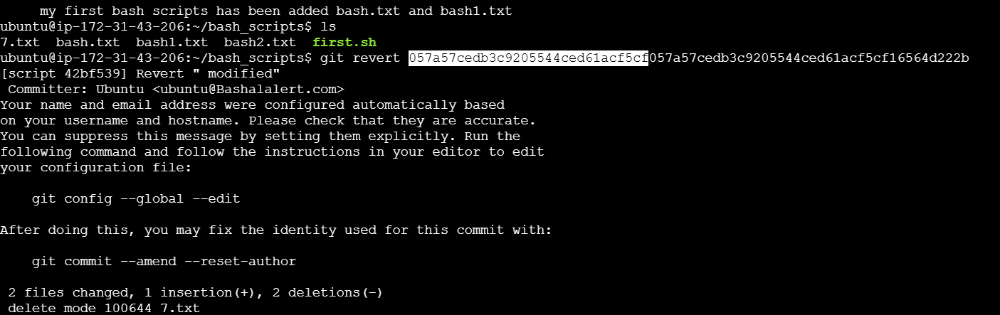 my first bash scripts has been added bash.txt and bash1.txt
ubuntu@ip-172-31-43-206:~/bash_scripts$ ls
7.txt  bash.txt  bash1.txt  bash2.txt  first.sh
ubuntu@ip-172-31-43-206:~/bash_scripts$ git revert 057a57cedb3c9205544ced61acf5cf057a57cedb3c9205544ced61acf5cf16564d222b
[script 42bf539] Revert " modified"
 Committer: Ubuntu <ubuntu@Bashalalert.com>
Your name and email address were configured automatically based
on your username and hostname. Please check that they are accurate.
You can suppress this message by setting them explicitly. Run the
following command and follow the instructions in your editor to edit
your configuration file:

    git config --global --edit

After doing this, you may fix the identity used for this commit with:

    git commit --amend --reset-author

 2 files changed, 1 insertion(+), 2 deletions(-)
 delete mode 100644 7.txt